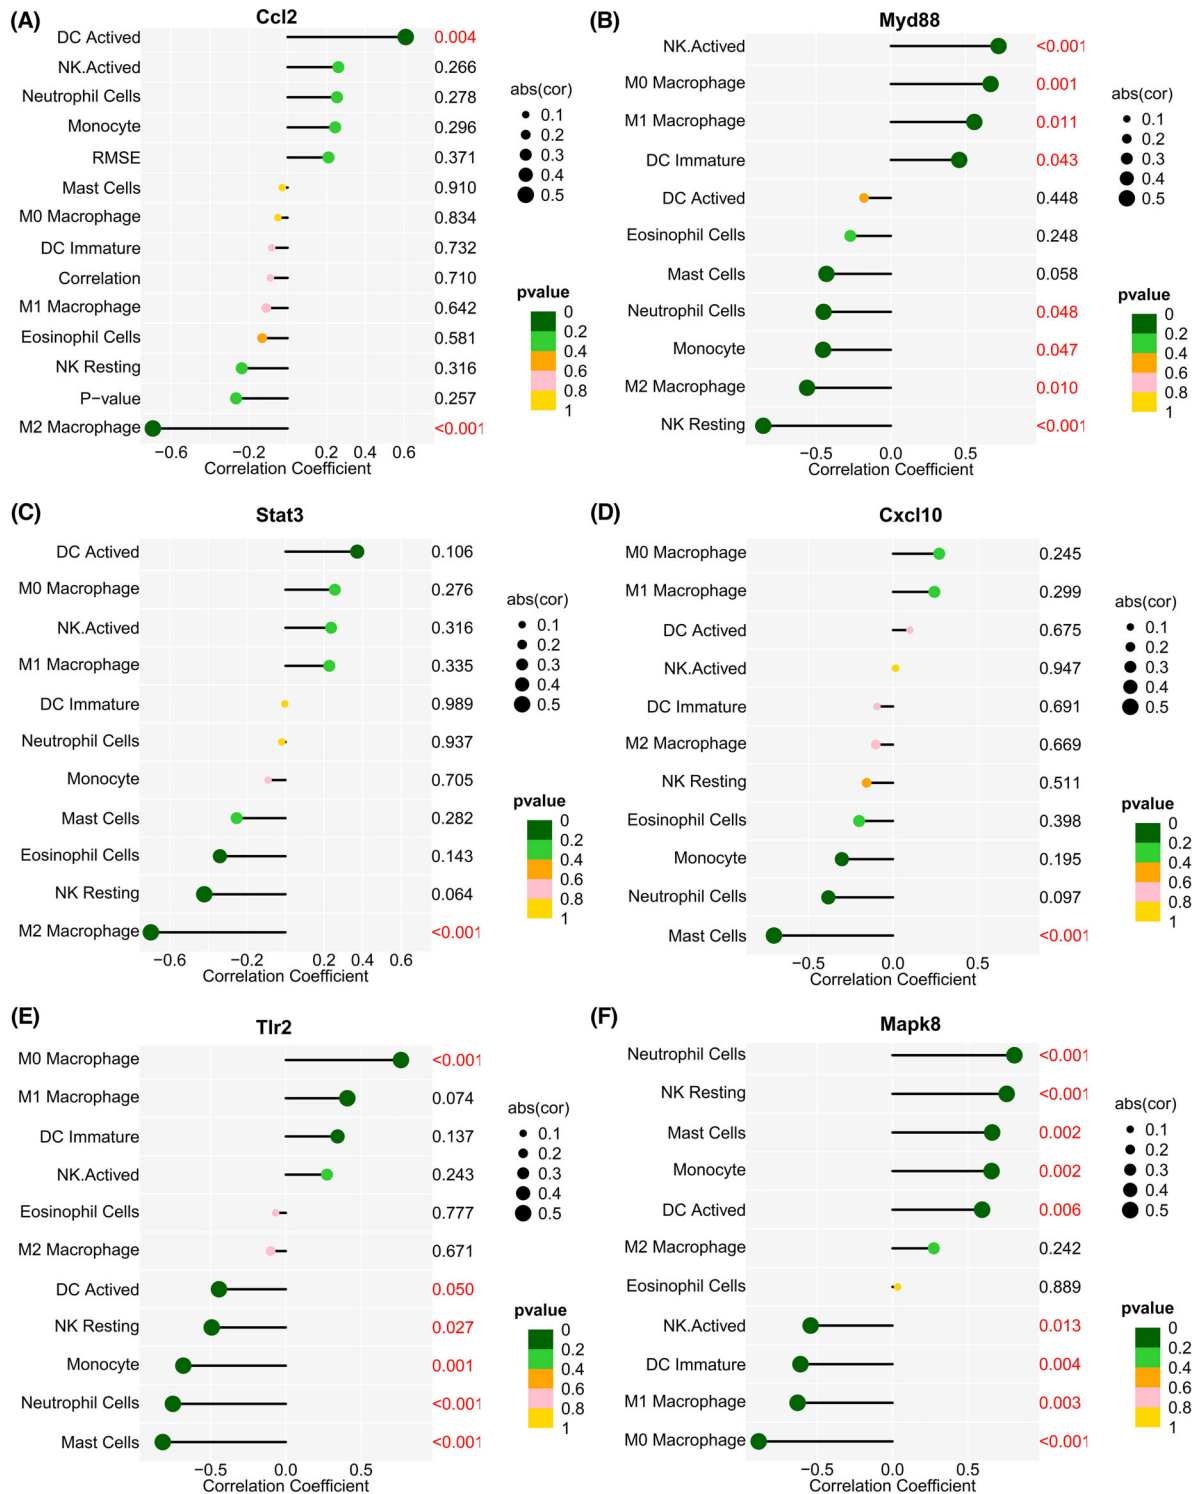 (A)
Ccl2
DC Actived 0.004
NK.Actived 0.266
Neutrophil Cells 0.278
Monocyte 0.296
RMSE 0.371
Mast Cells 0.910
M0 Macrophage 0.834
DC Immature 0.732
Correlation 0.710
M1 Macrophage 0.642
Eosinophil Cells 0.581
NK Resting 0.316
P−value 0.257
M2 Macrophage <0.001
−0.6 −0.2 0.2 0.4 0.6
Correlation Coefficient
abs(cor)
0.1
0.2
0.3
0.4
0.5
pvalue
0
0.2
0.4
0.6
0.8
1
(B)
Myd88
NK.Actived <0.001
M0 Macrophage 0.001
M1 Macrophage 0.011
DC Immature 0.043
DC Actived 0.448
Eosinophil Cells 0.248
Mast Cells 0.058
Neutrophil Cells 0.048
Monocyte 0.047
M2 Macrophage 0.010
NK Resting <0.001
−0.5 0.0 0.5
Correlation Coefficient
abs(cor)
0.1
0.2
0.3
0.4
0.5
pvalue
0
0.2
0.4
0.6
0.8
1
(C)
Stat3
DC Actived 0.106
M0 Macrophage 0.276
NK.Actived 0.316
M1 Macrophage 0.335
DC Immature 0.989
Neutrophil Cells 0.937
Monocyte 0.705
Mast Cells 0.282
Eosinophil Cells 0.143
NK Resting 0.064
M2 Macrophage <0.001
−0.6 −0.2 0.2 0.4 0.6
Correlation Coefficient
abs(cor)
0.1
0.2
0.3
0.4
0.5
pvalue
0
0.2
0.4
0.6
0.8
1
(D)
Cxcl10
M0 Macrophage 0.245
M1 Macrophage 0.299
DC Actived 0.675
NK.Actived 0.947
DC Immature 0.691
M2 Macrophage 0.669
NK Resting 0.511
Eosinophil Cells 0.398
Monocyte 0.195
Neutrophil Cells 0.097
Mast Cells <0.001
−0.5 0.0 0.5
Correlation Coefficient
abs(cor)
0.1
0.2
0.3
0.4
0.5
pvalue
0
0.2
0.4
0.6
0.8
1
(E)
Tlr2
M0 Macrophage <0.001
M1 Macrophage 0.074
DC Immature 0.137
NK.Actived 0.243
Eosinophil Cells 0.777
M2 Macrophage 0.671
DC Actived 0.050
NK Resting 0.027
Monocyte 0.001
Neutrophil Cells <0.001
Mast Cells <0.001
−0.5 0.0 0.5
Correlation Coefficient
abs(cor)
0.1
0.2
0.3
0.4
0.5
pvalue
0
0.2
0.4
0.6
0.8
1
(F)
Mapk8
Neutrophil Cells <0.001
NK Resting <0.001
Mast Cells 0.002
Monocyte 0.002
DC Actived 0.006
M2 Macrophage 0.242
Eosinophil Cells 0.889
NK.Actived 0.013
DC Immature 0.004
M1 Macrophage 0.003
M0 Macrophage <0.001
−0.5 0.0 0.5
Correlation Coefficient
abs(cor)
0.1
0.2
0.3
0.4
0.5
pvalue
0
0.2
0.4
0.6
0.8
1